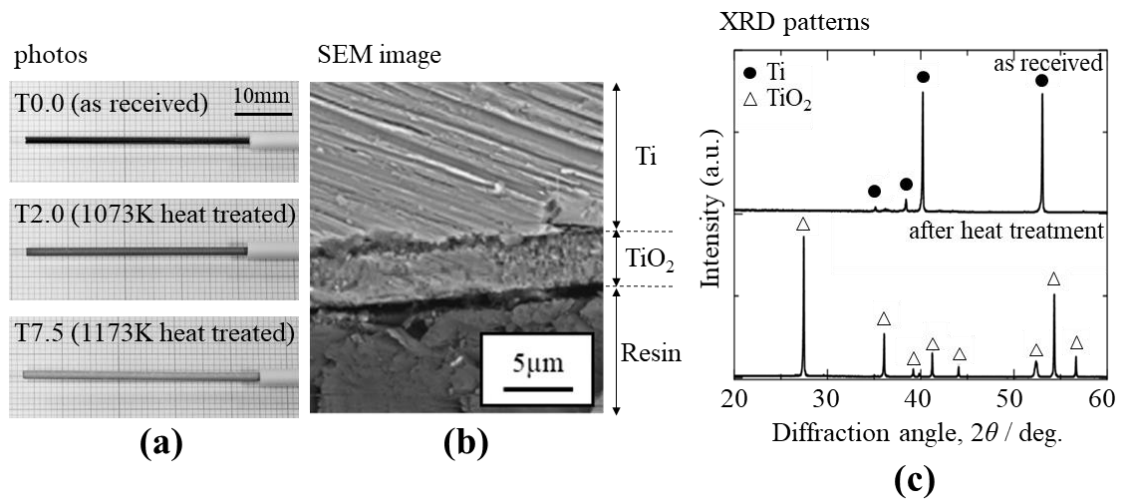 photos
T0.0 (as received)
10mm
T2.0 (1073K heat treated)
T7.5 (1173K heat treated)
(a)
SEM image
Ti
TiO2
Resin
5μm
(b)
XRD patterns
● Ti
△ TiO2
as received
after heat treatment
Intensity (a.u.)
20 30 40 50 60
Diffraction angle, 2θ / deg.
(c)